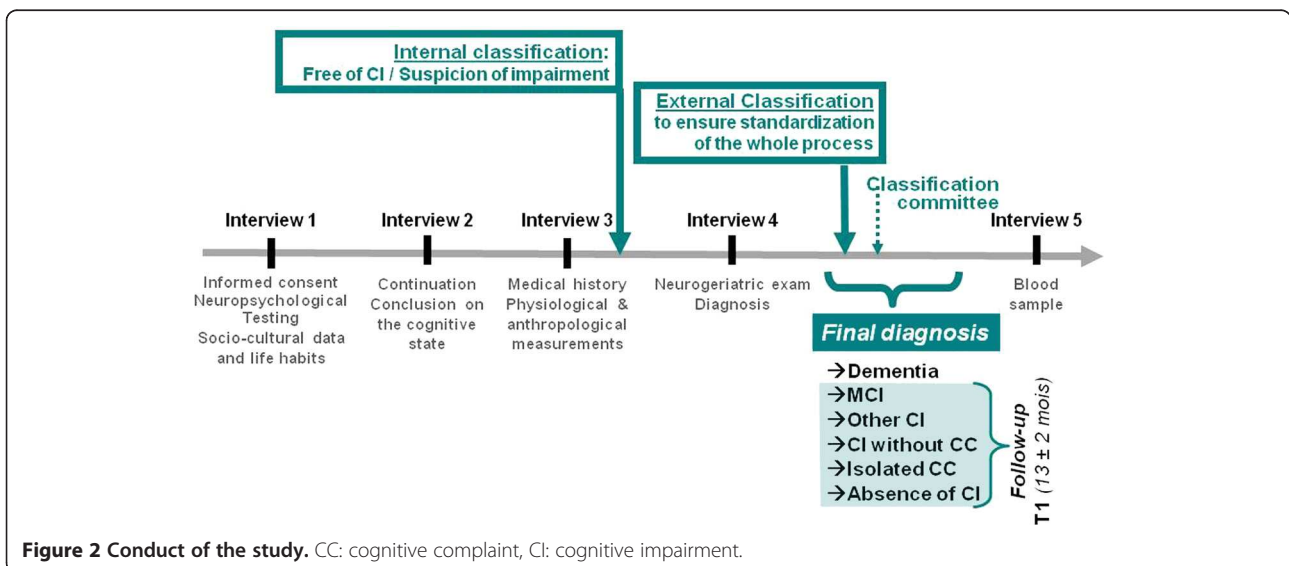 Internal classification:
Free of CI / Suspicion of impairment
External Classification
to ensure standardization
of the whole process
Classification
committee
Interview 1
Interview 2
Interview 3
Interview 4
Interview 5
Informed consent
Neuropsychological
Testing
Socio-cultural data
and life habits
Continuation
Conclusion on
the cognitive
state
Medical history
Physiological &
anthropological
measurements
Neurogeriatric exam
Diagnosis
Blood
sample
Final diagnosis
→Dementia
→MCI
→Other CI
→CI without CC
→Isolated CC
→Absence of CI
Follow-up
T1 (13 ± 2 mois)
Figure 2 Conduct of the study. CC: cognitive complaint, CI: cognitive impairment.